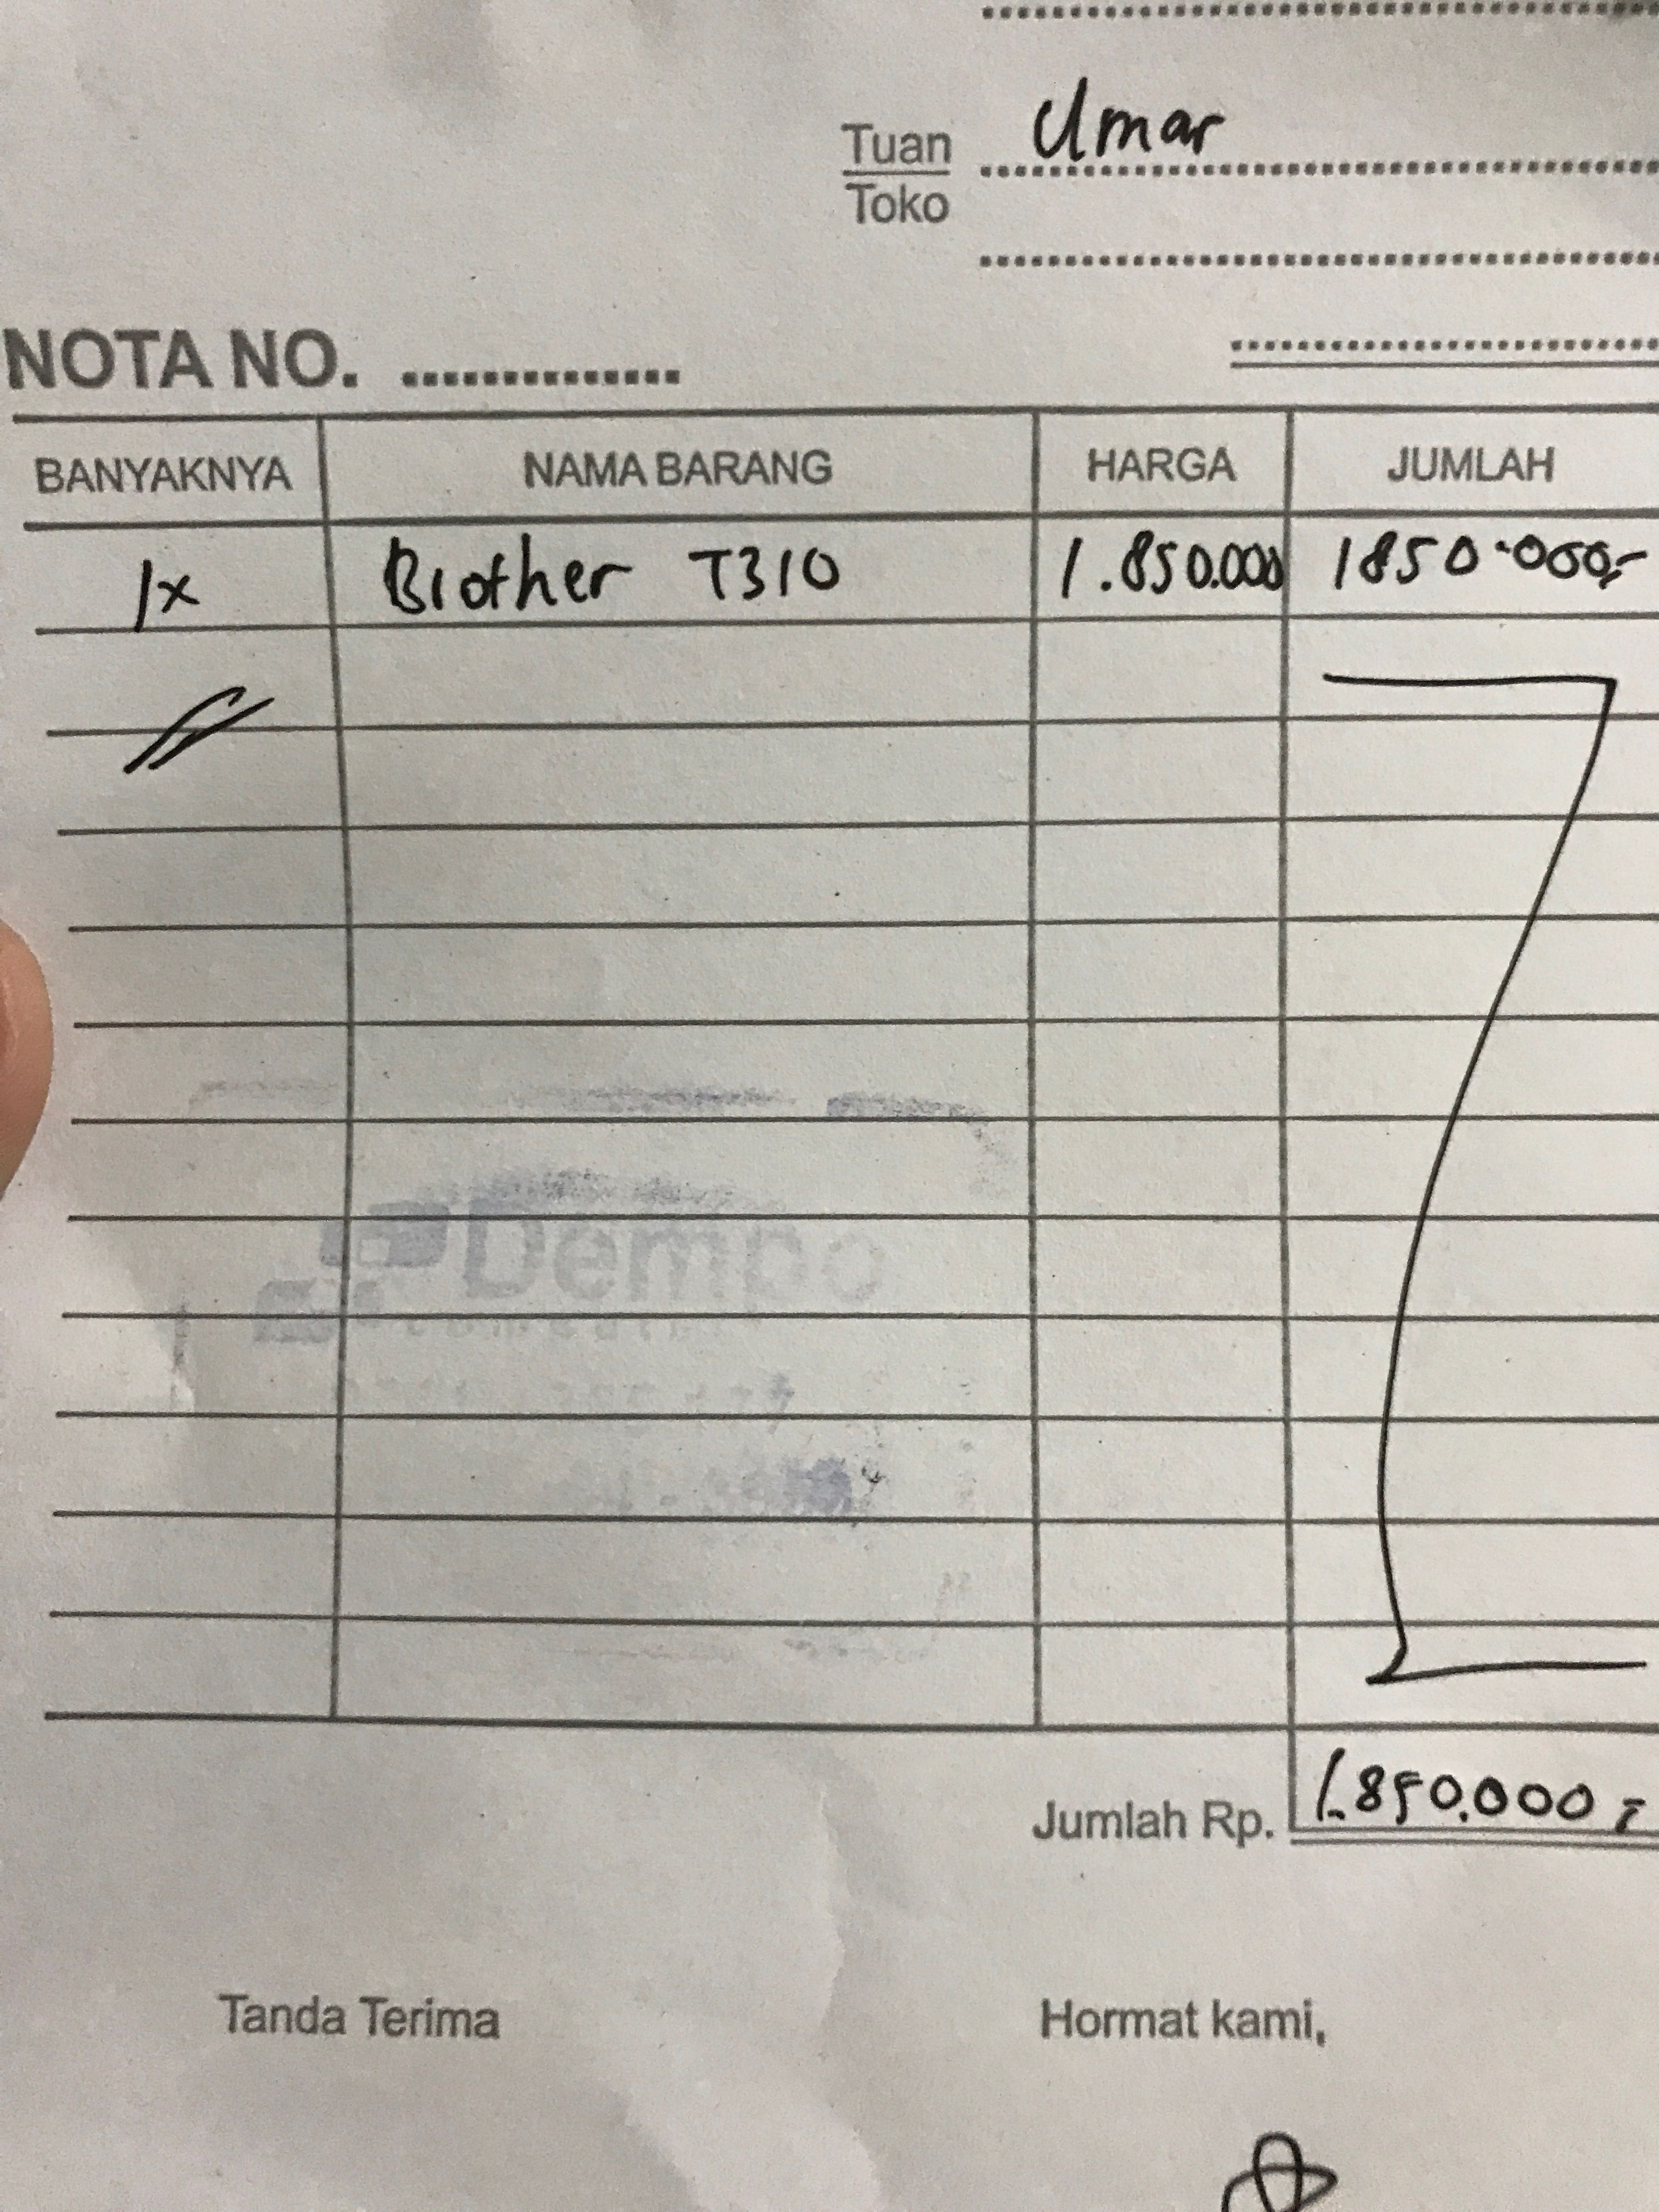 Tuan Umar
Toko
NOTA NO. ..............
BANYAKNYA NAMA BARANG HARGA JUMLAH
1x Brother T310 1.850.000 1850.000,-
Dempo
Jumlah Rp. 1.850.000,-
Tanda Terima Hormat kami,